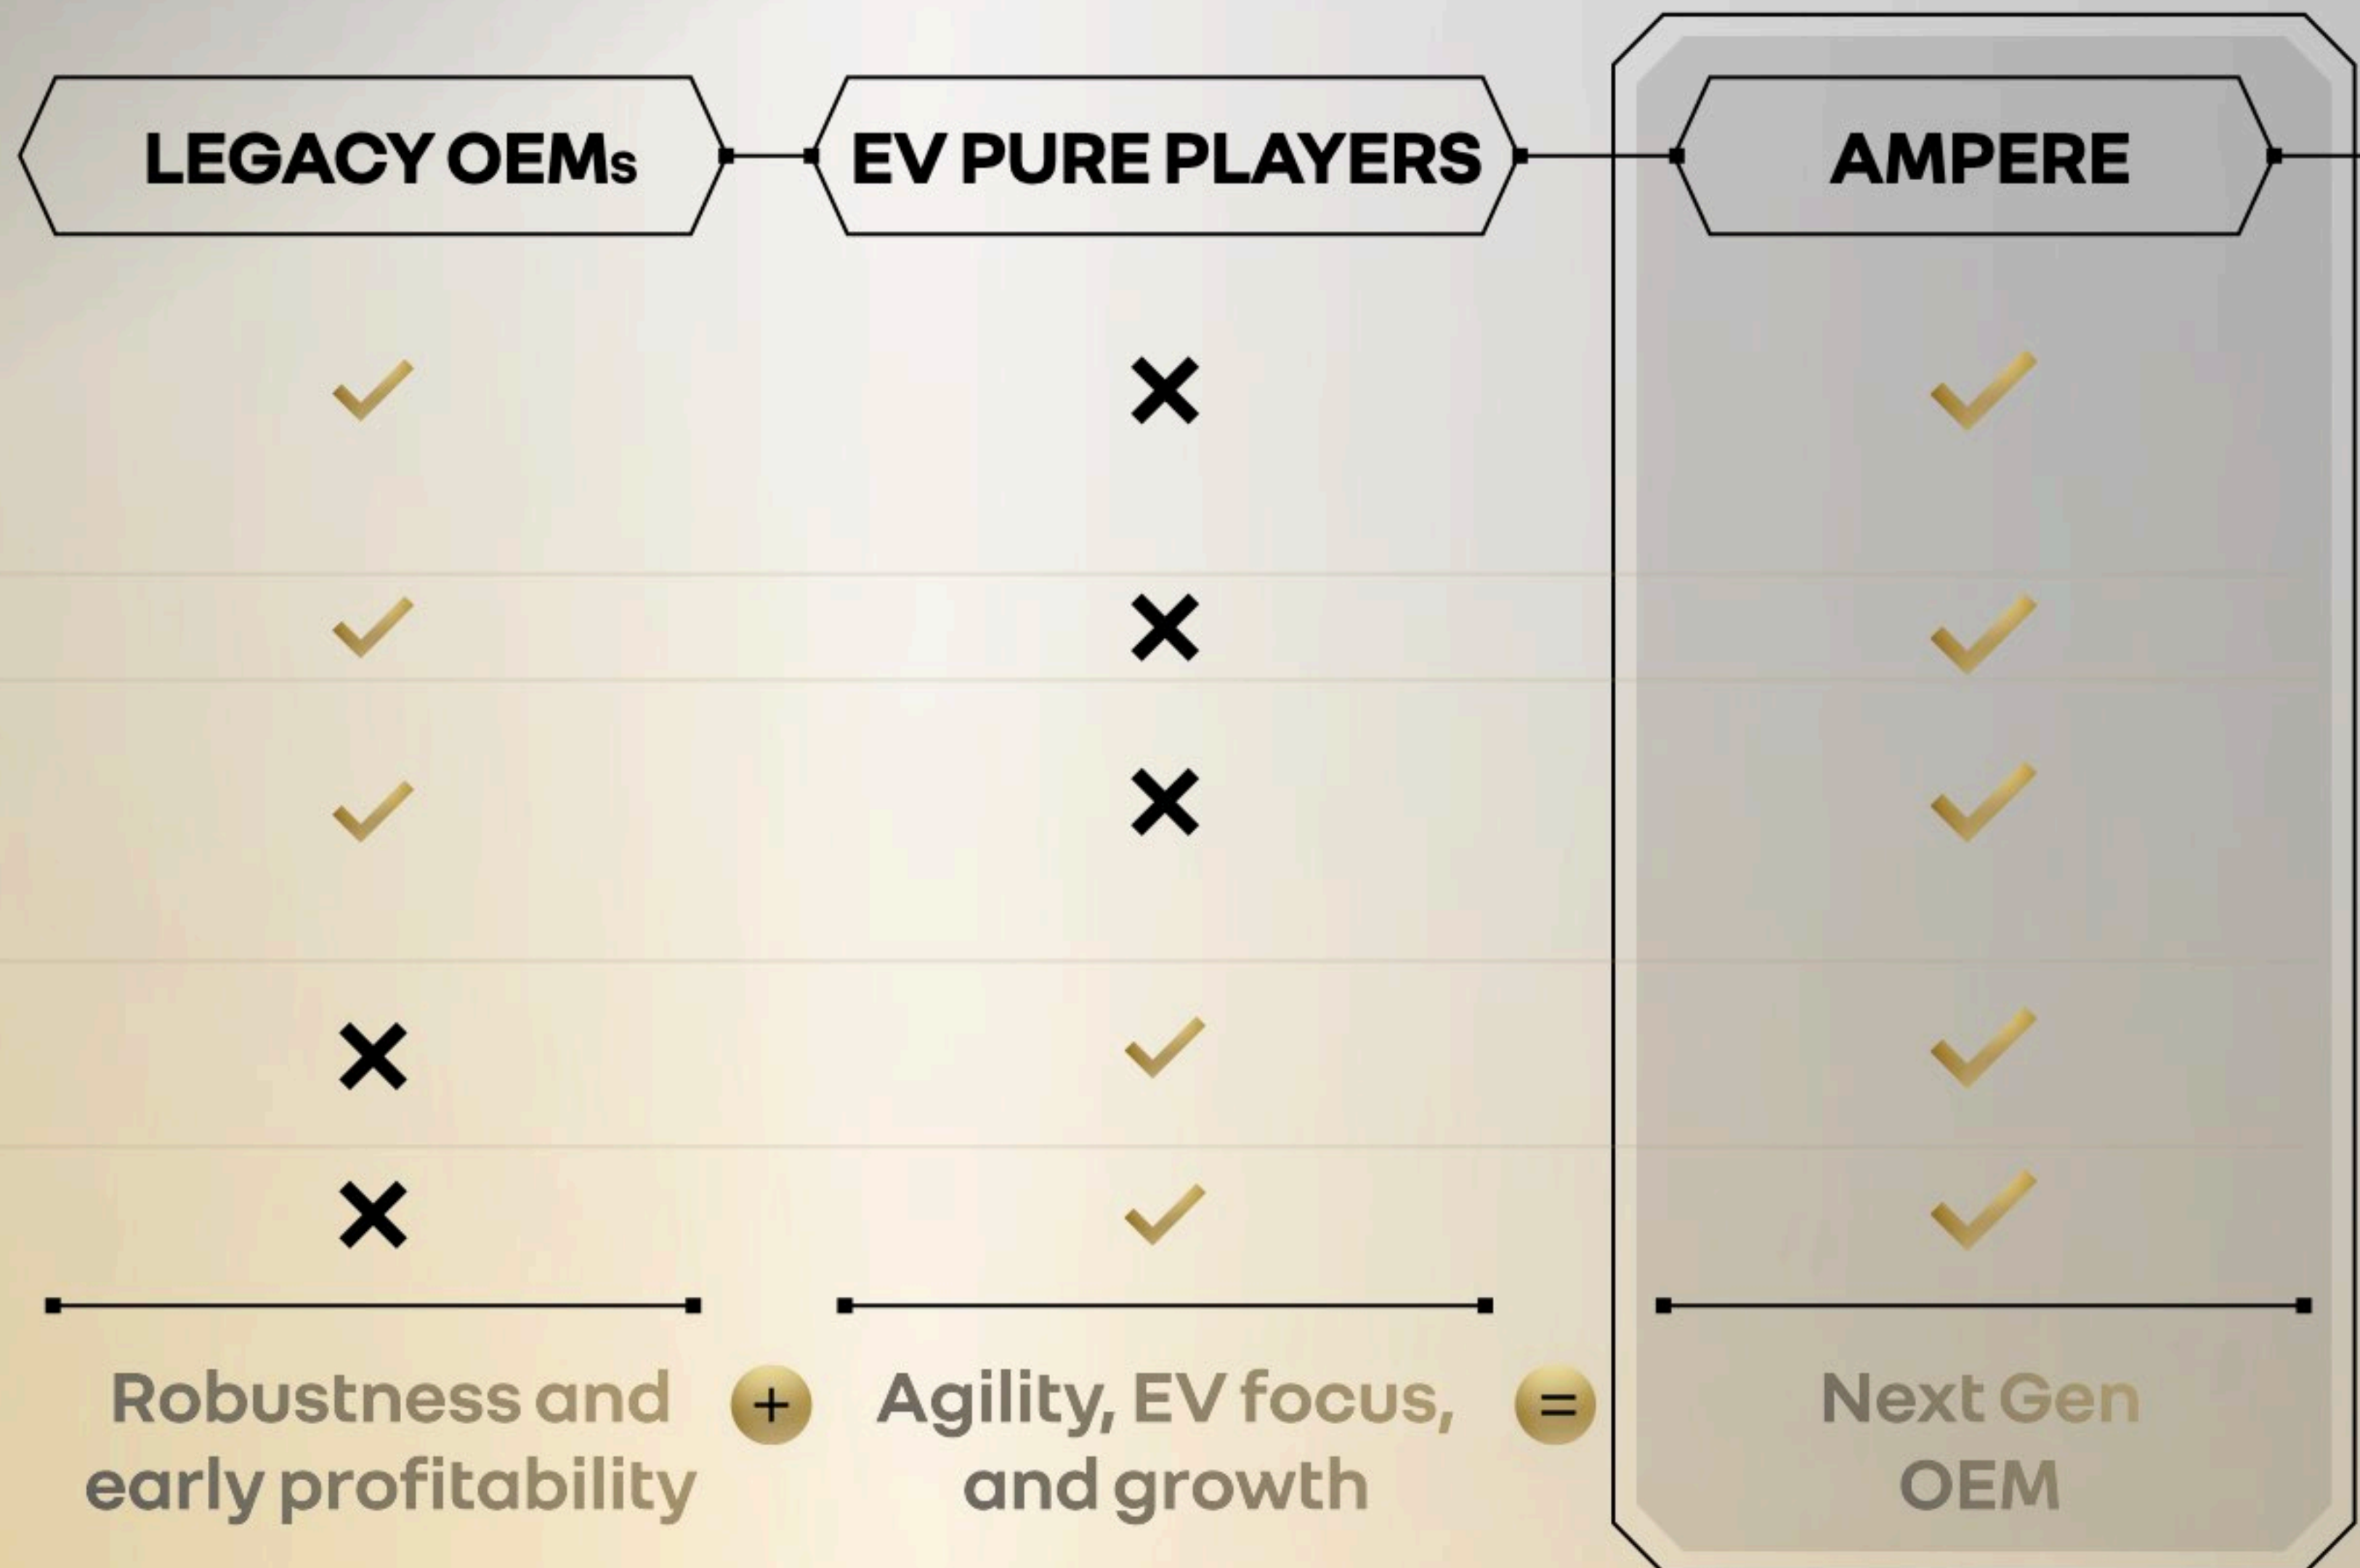 LEGACY OEMs
EV PURE PLAYERS
AMPERE
Robustness and
early profitability
+
Agility, EV focus,
and growth
=
Next Gen
OEM